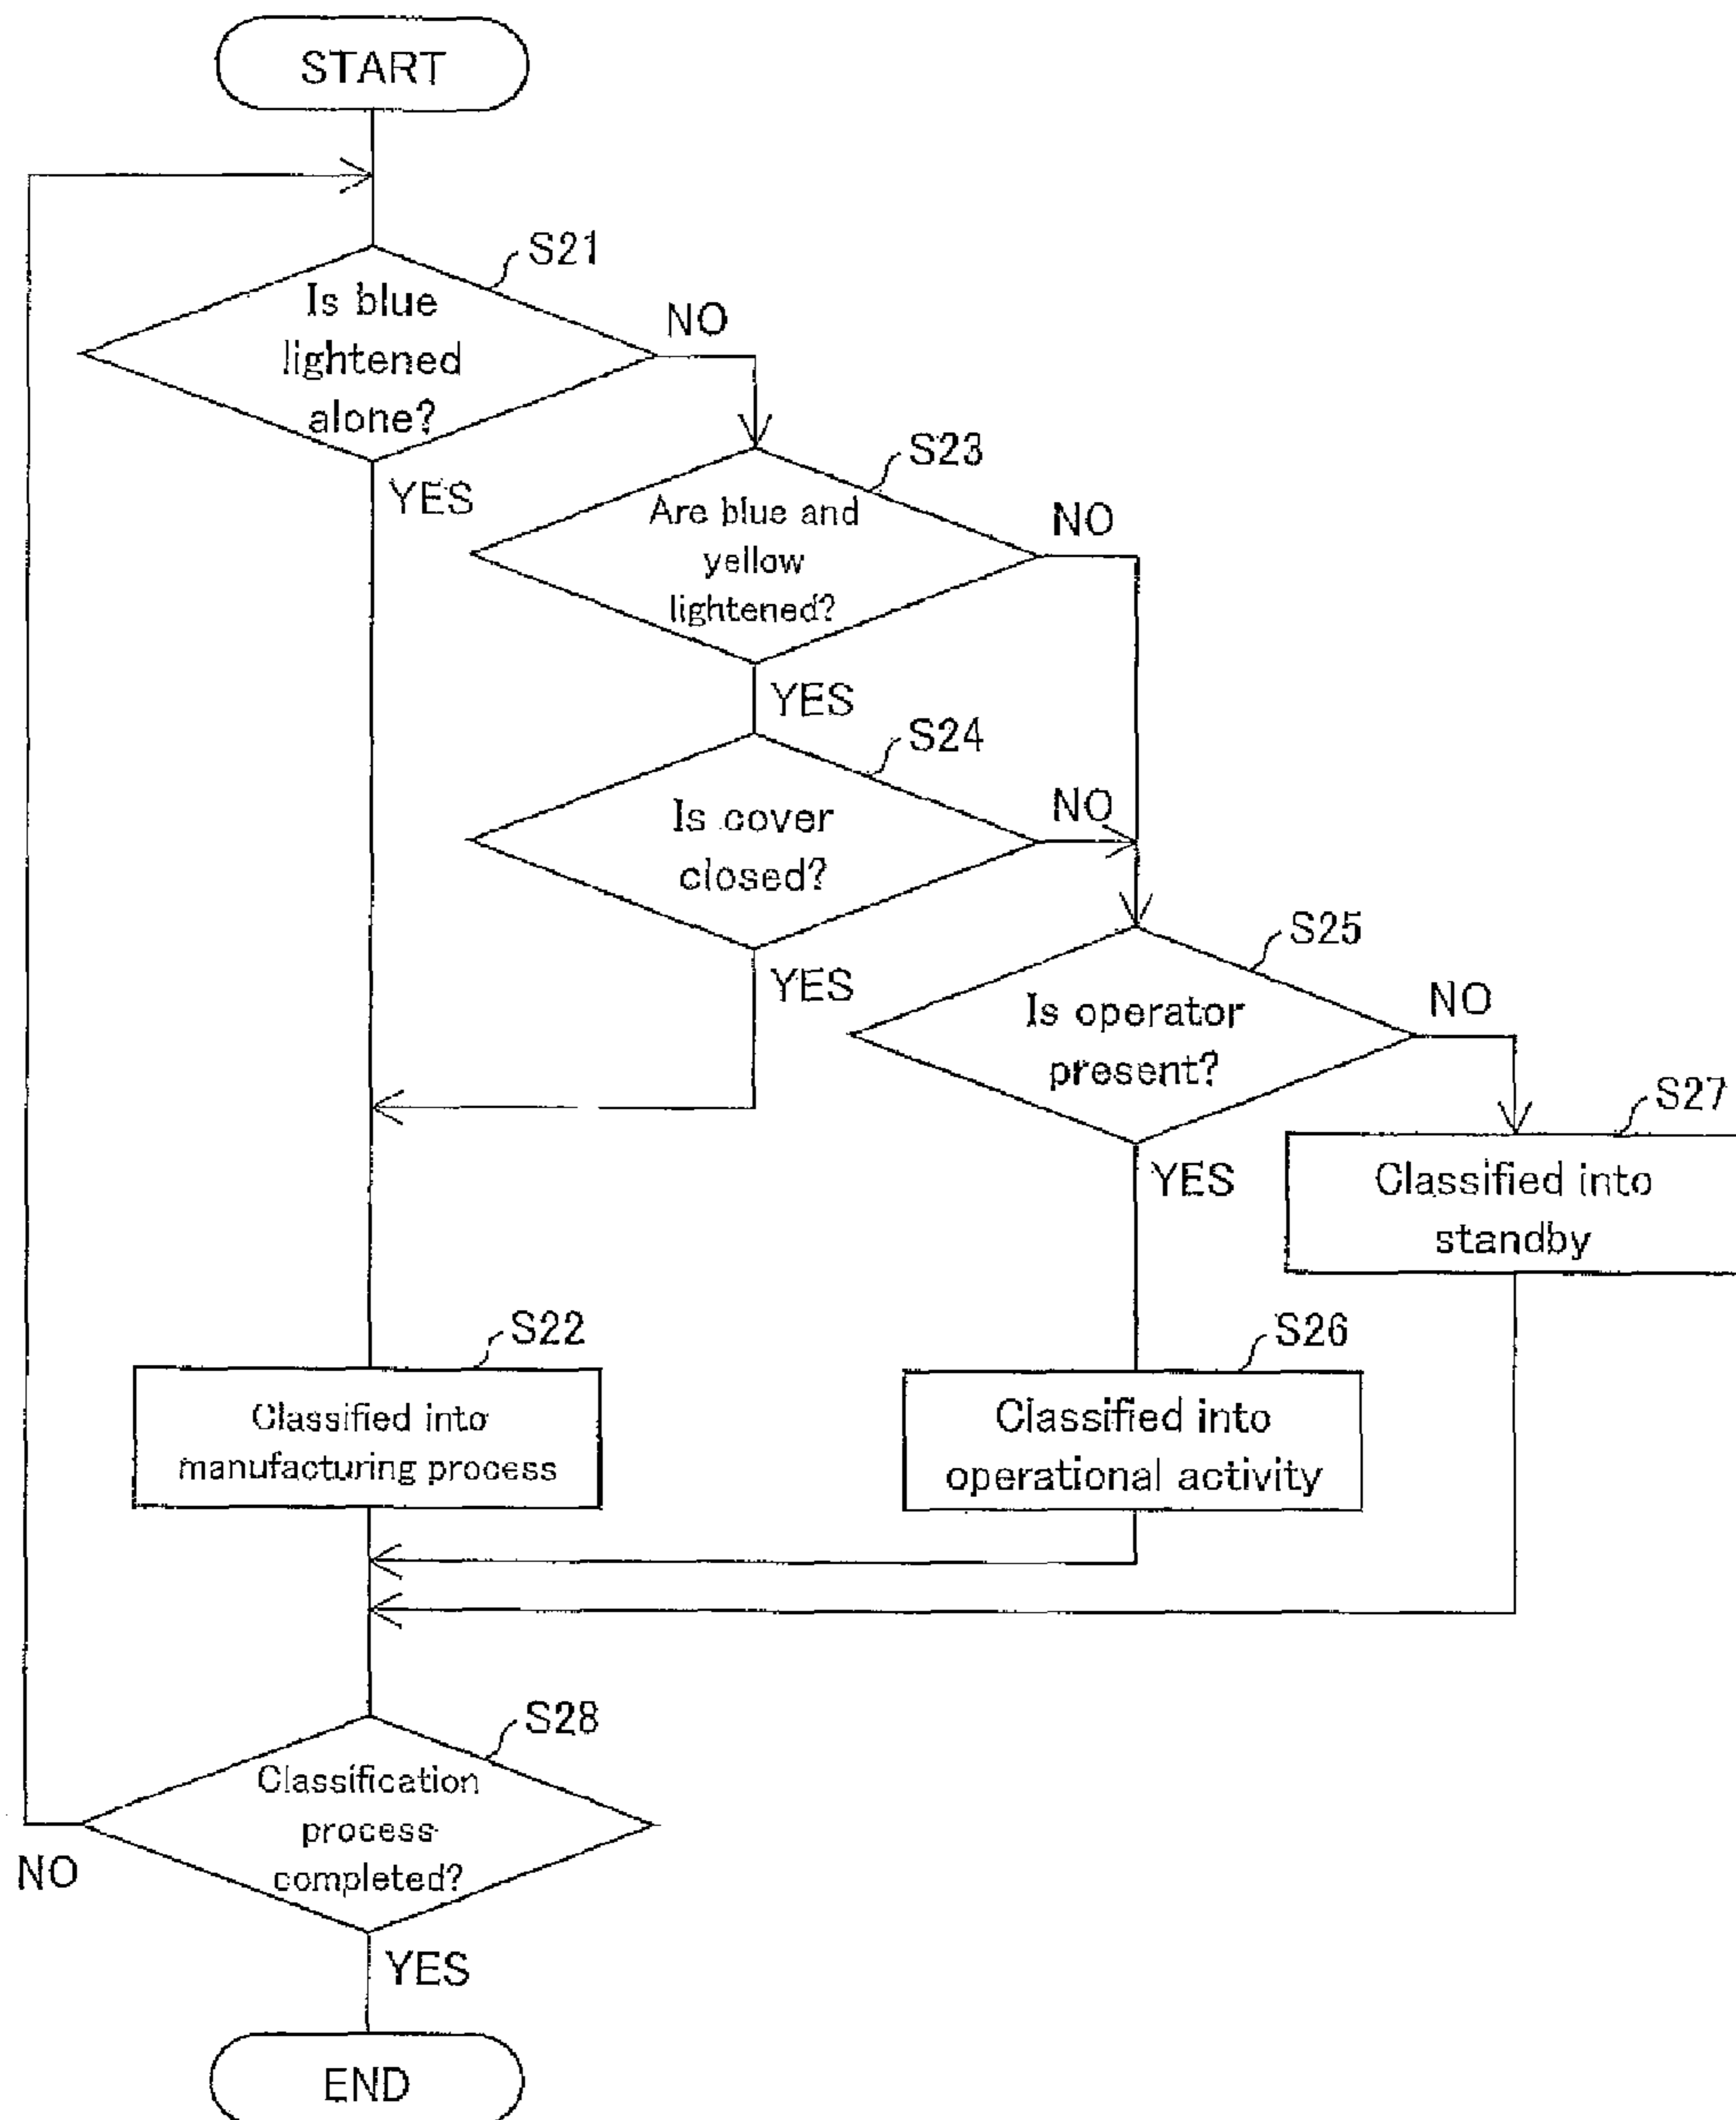 START
S21
Is blue
lightened
alone?
NO
YES
S23
Are blue and
yellow
lightened?
NO
YES
S24
Is cover
closed?
NO
YES
S25
Is operator
present?
NO
YES
S27
Classified into
standby
S22
Classified into
manufacturing process
S26
Classified into
operational activity
S28
Classification
process
completed?
NO
YES
END